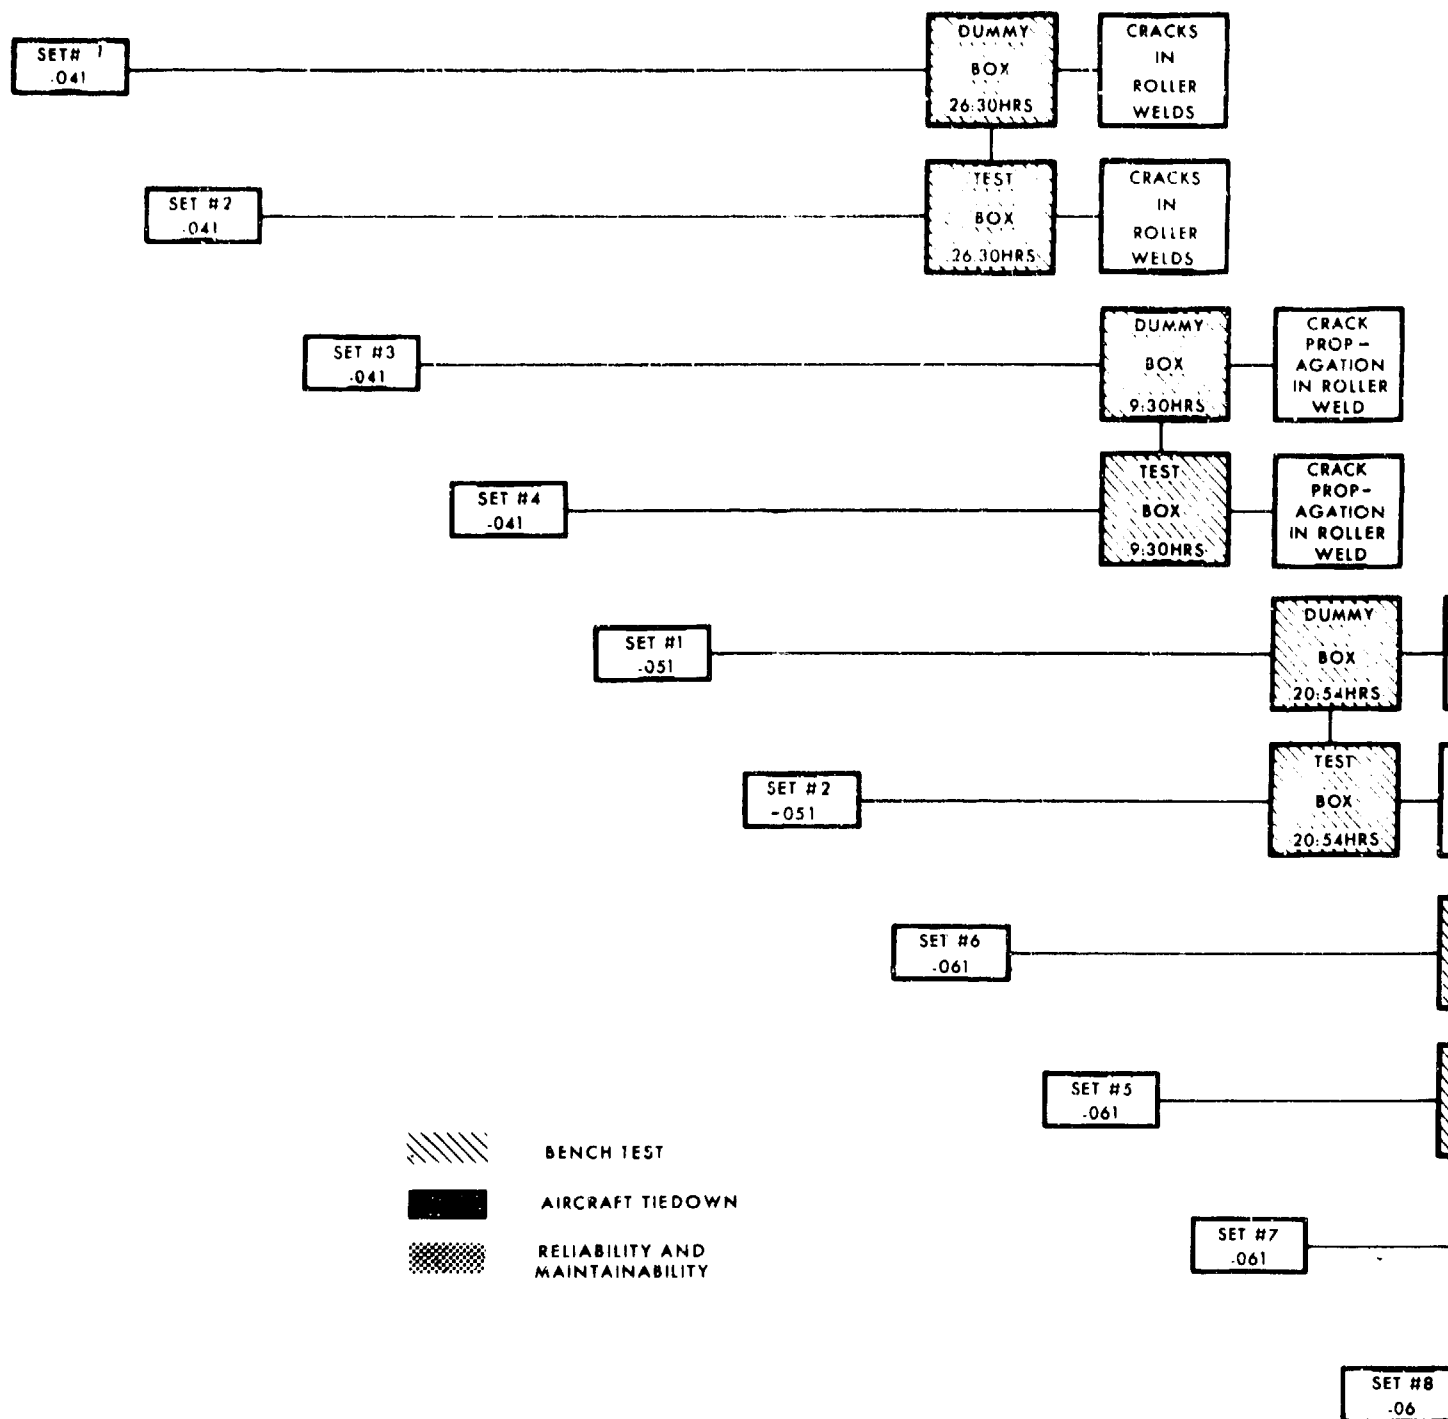 SET# 1
-041
DUMMY
BOX
26:30HRS
CRACKS
IN
ROLLER
WELDS
SET #2
-041
TEST
BOX
26:30HRS
CRACKS
IN
ROLLER
WELDS
SET #3
-041
DUMMY
BOX
9:30HRS
CRACK
PROP-
AGATION
IN ROLLER
WELD
SET #4
-041
TEST
BOX
9:30HRS
CRACK
PROP-
AGATION
IN ROLLER
WELD
SET #1
-051
DUMMY
BOX
20:54HRS
SET #2
-051
TEST
BOX
20:54HRS
SET #6
-061
SET #5
-061
BENCH TEST
AIRCRAFT TIEDOWN
RELIABILITY AND
MAINTAINABILITY
SET #7
-061
SET #8
-06